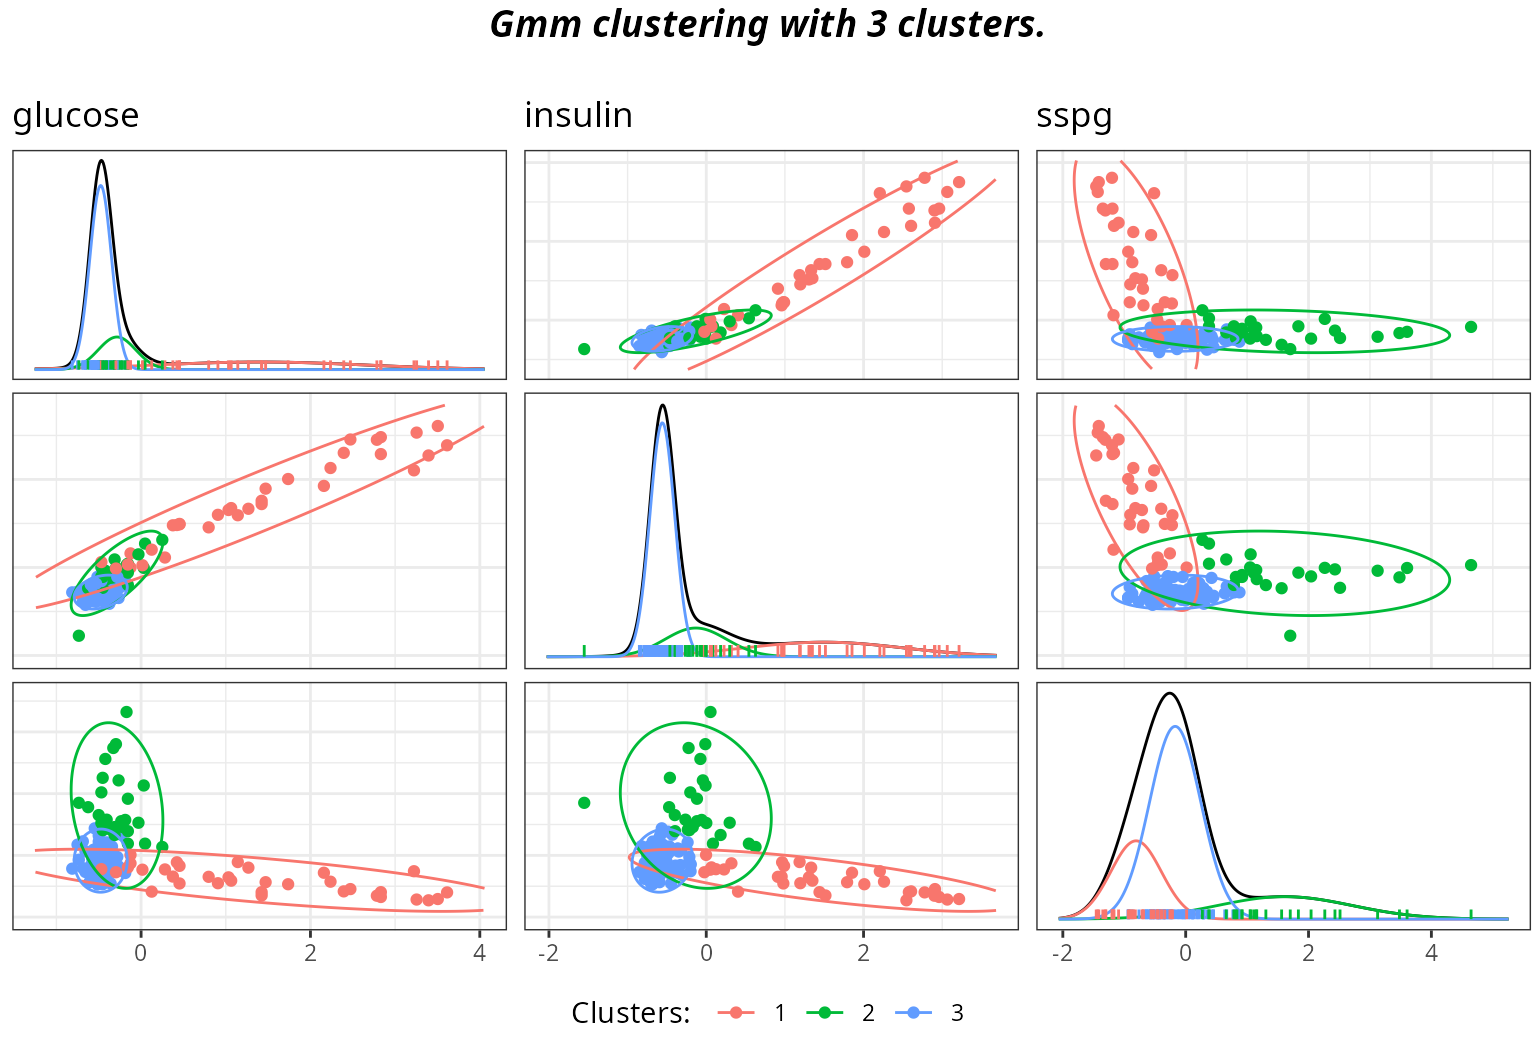 Gmm clustering with 3 clusters.
glucose insulin sspg
0 2 4 -2 0 2 -2 0 2 4
Clusters: 1 2 3